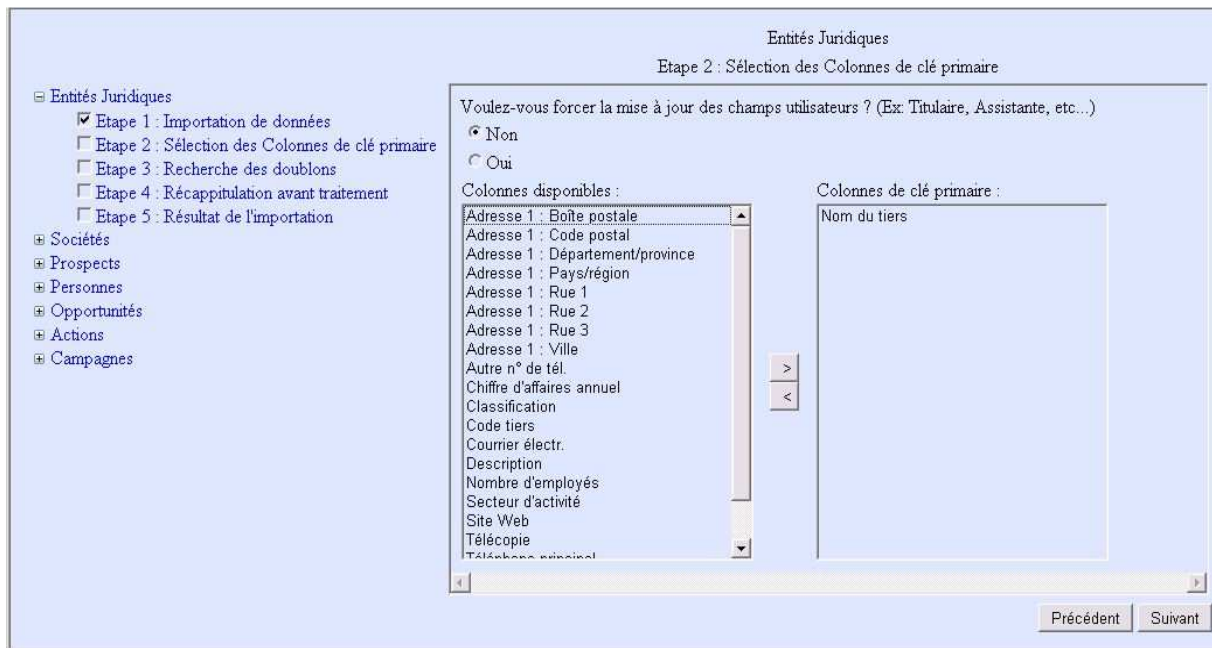 Entités Juridiques
Etape 2 : Sélection des Colonnes de clé primaire
Entités Juridiques
Etape 1 : Importation de données
Etape 2 : Sélection des Colonnes de clé primaire
Etape 3 : Recherche des doublons
Etape 4 : Récappitulation avant traitement
Etape 5 : Résultat de l'importation
Sociétés
Prospects
Personnes
Opportunités
Actions
Campagnes
Voulez-vous forcer la mise à jour des champs utilisateurs ? (Ex: Titulaire, Assistante, etc...)
Non
Oui
Colonnes disponibles :
Adresse 1 : Boîte postale
Adresse 1 : Code postal
Adresse 1 : Département/province
Adresse 1 : Pays/région
Adresse 1 : Rue 1
Adresse 1 : Rue 2
Adresse 1 : Rue 3
Adresse 1 : Ville
Autre n° de tél.
Chiffre d'affaires annuel
Classification
Code tiers
Courrier électr.
Description
Nombre d'employés
Secteur d'activité
Site Web
Télécopie
Téléphone principal
>
<
Colonnes de clé primaire :
Nom du tiers
Précédent
Suivant